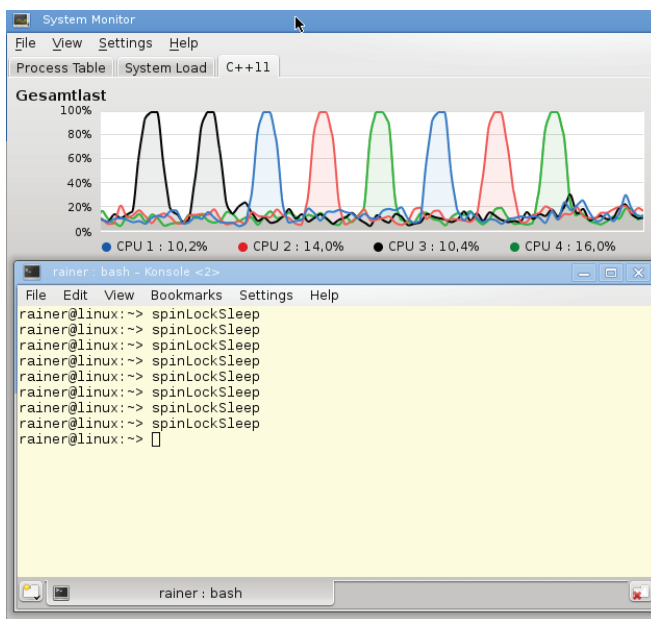 System Monitor
File View Settings Help
Process Table System Load C++11
Gesamtlast
100%
80%
60%
40%
20%
0%
CPU 1 : 10,2% CPU 2 : 14,0% CPU 3 : 10,4% CPU 4 : 16,0%
rainer : bash – Konsole <2>
File Edit View Bookmarks Settings Help
rainer@linux:~> spinLockSleep
rainer@linux:~> spinLockSleep
rainer@linux:~> spinLockSleep
rainer@linux:~> spinLockSleep
rainer@linux:~> spinLockSleep
rainer@linux:~> spinLockSleep
rainer@linux:~> spinLockSleep
rainer@linux:~> spinLockSleep
rainer@linux:~>
rainer : bash